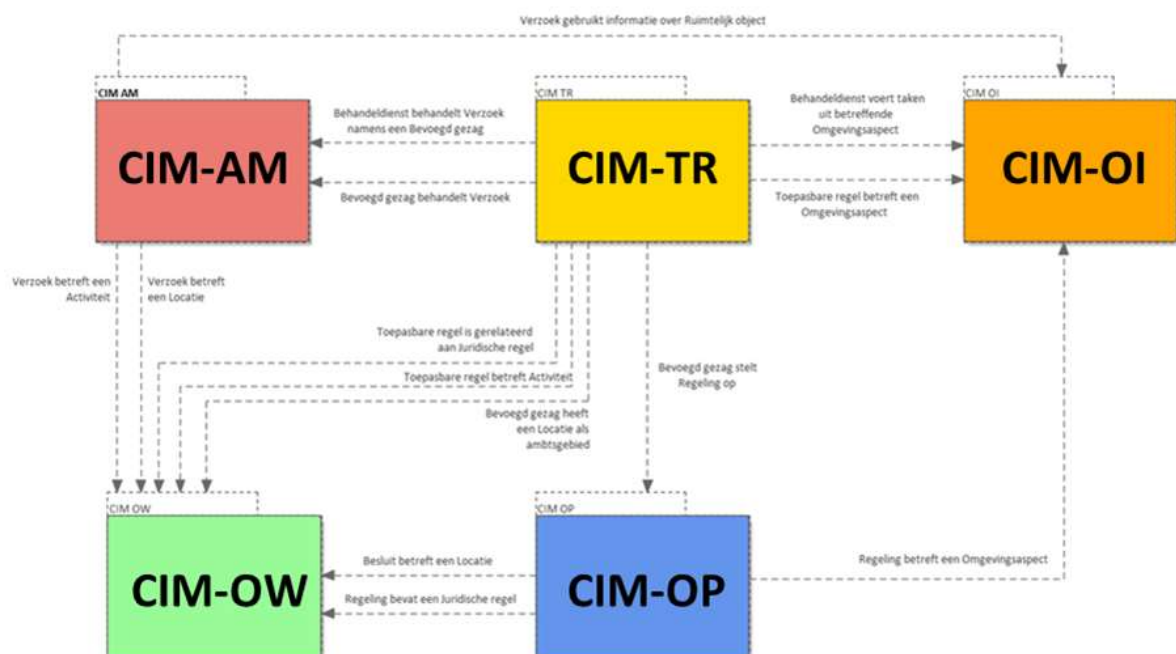 Verzoek gebruikt informatie over Ruimtelijk object
CIM AM
CIM TR
CIM OI
CIM-AM
CIM-TR
CIM-OI
Behandeldienst behandelt Verzoek
namens een Bevoegd gezag
Bevoegd gezag behandelt Verzoek
Behandeldienst voert taken
uit betreffende
Omgevingsaspect
Toepasbare regel betreft een
Omgevingsaspect
Verzoek betreft een
Activiteit
Verzoek betreft
een Locatie
Toepasbare regel is gerelateerd
aan Juridische regel
Toepasbare regel betreft Activiteit
Bevoegd gezag heeft
een Locatie als
ambtsgebied
Bevoegd gezag stelt
Regeling op
CIM OW
CIM OP
CIM-OW
CIM-OP
Besluit betreft een Locatie
Regeling bevat een Juridische regel
Regeling betreft een Omgevingsaspect